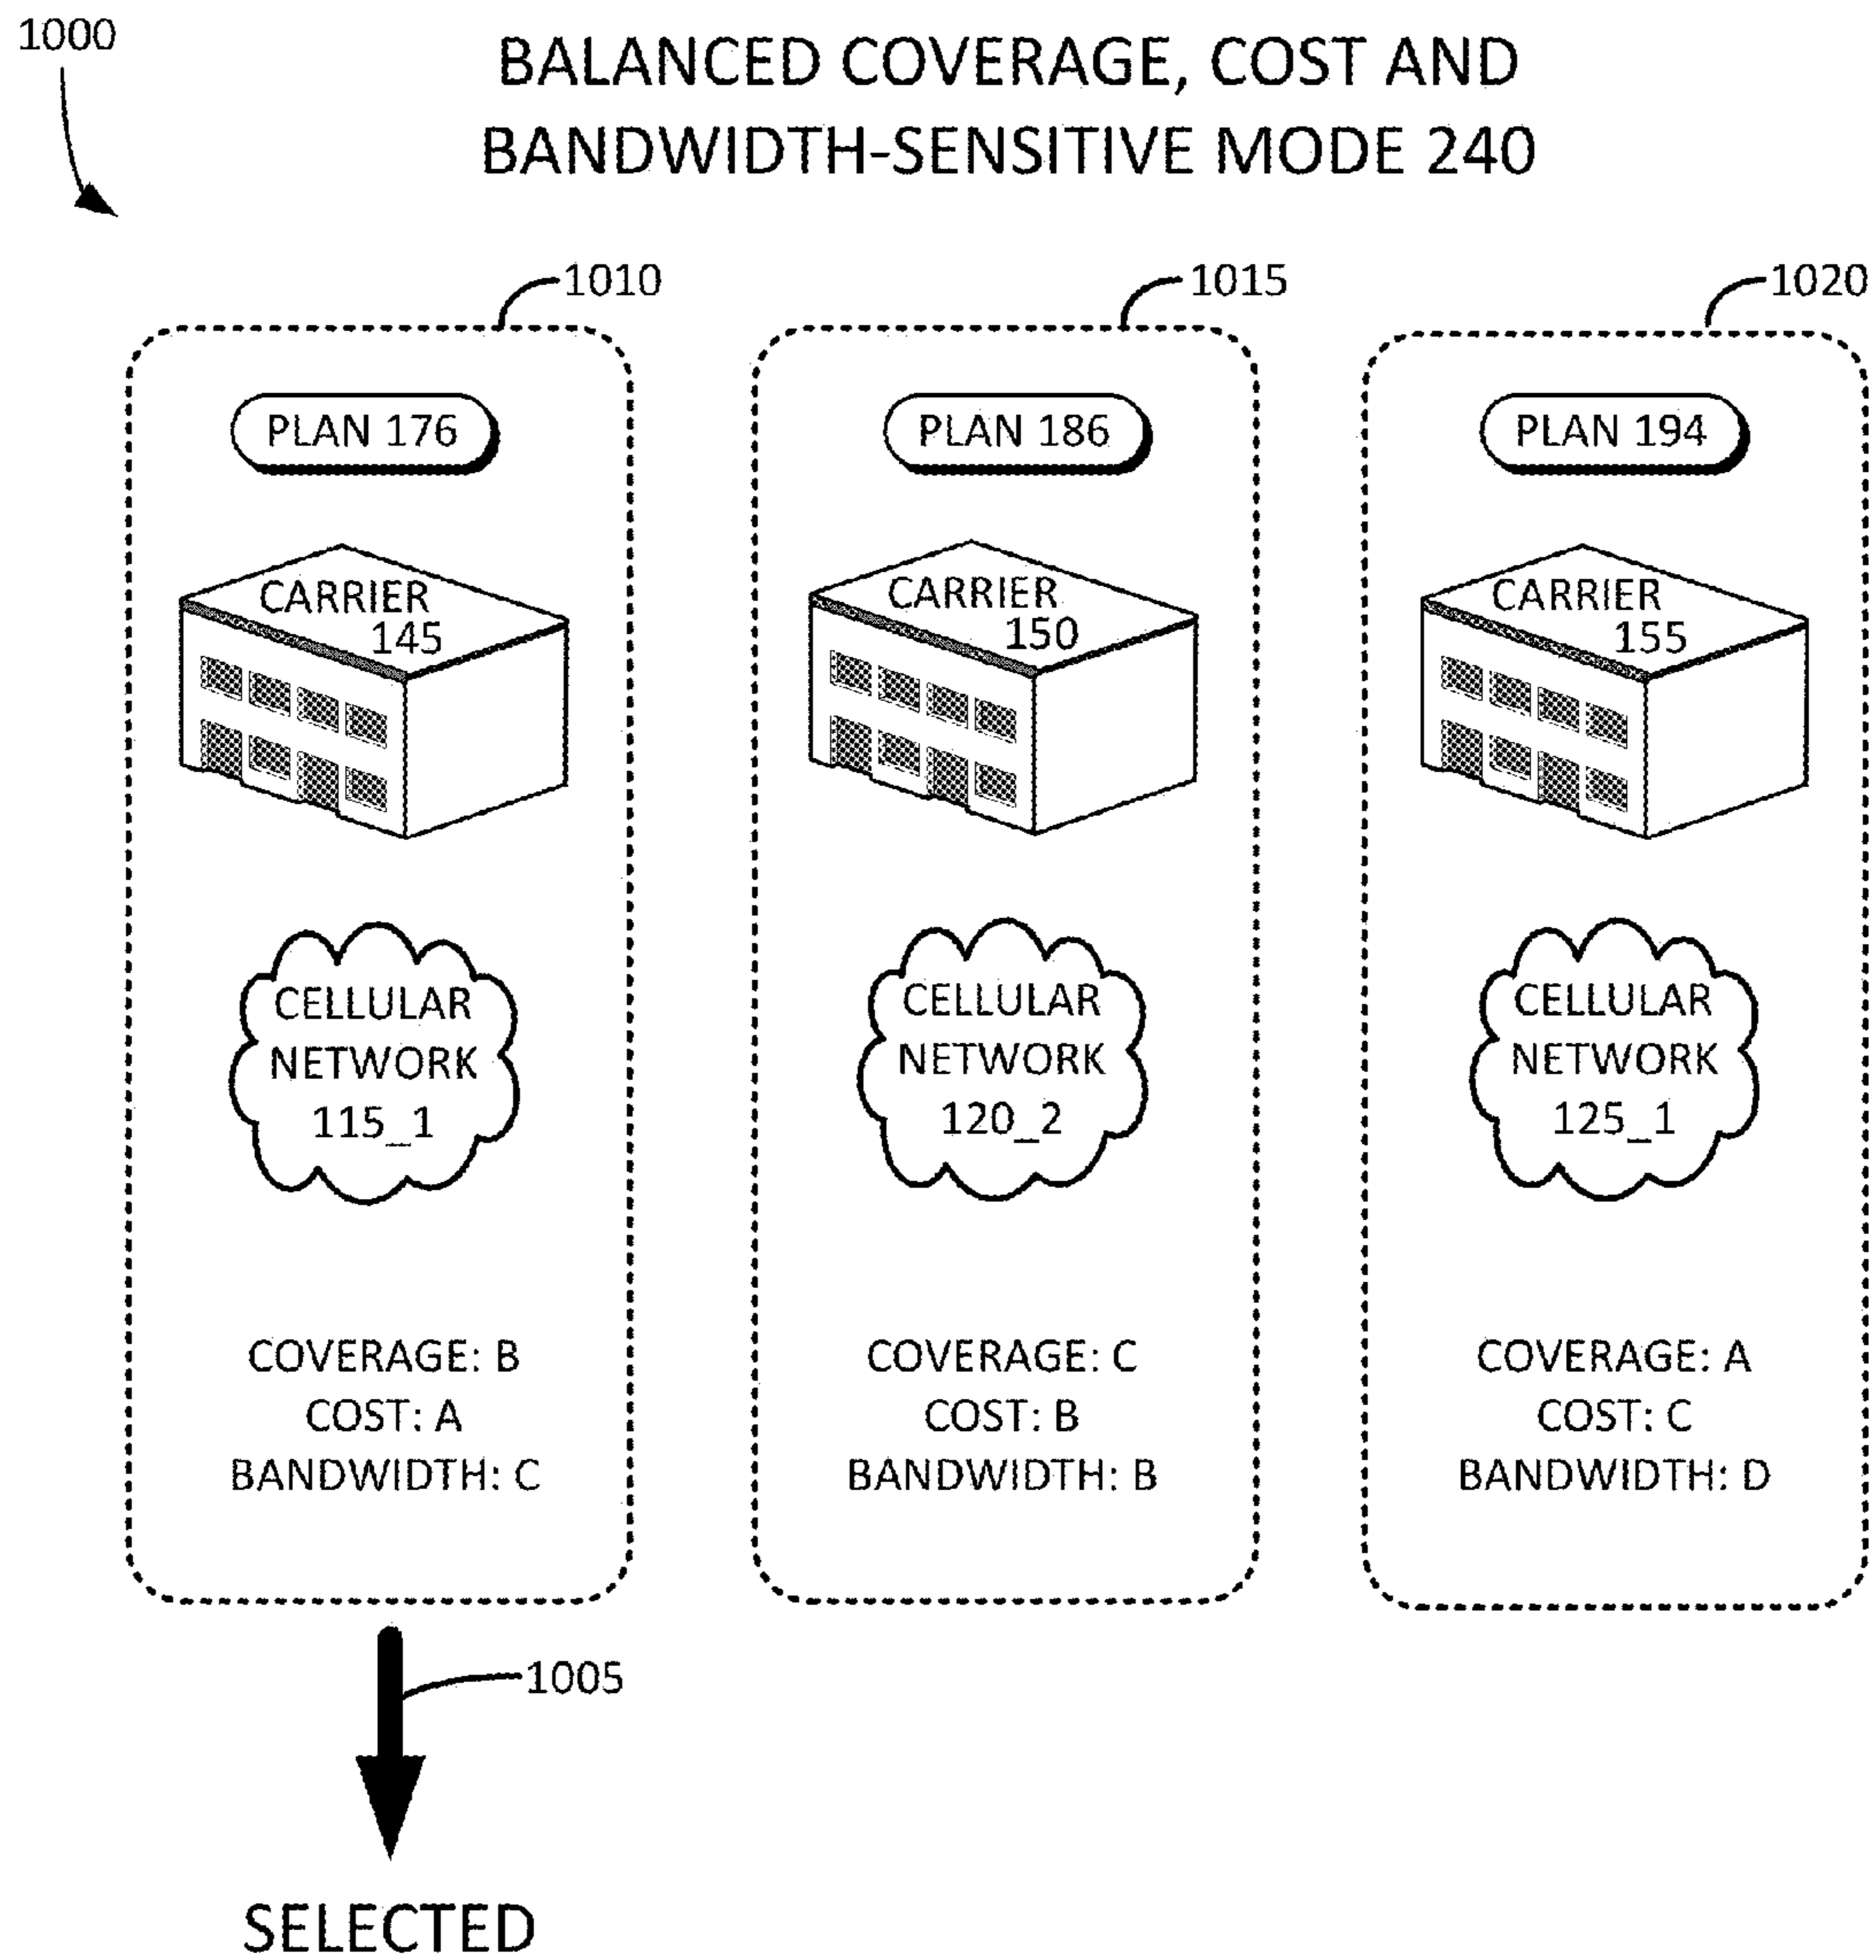 1000
BALANCED COVERAGE, COST AND
BANDWIDTH-SENSITIVE MODE 240
1010
PLAN 176
CARRIER
145
CELLULAR
NETWORK
115_1
COVERAGE: B
COST: A
BANDWIDTH: C
1015
PLAN 186
CARRIER
150
CELLULAR
NETWORK
120_2
COVERAGE: C
COST: B
BANDWIDTH: B
1020
PLAN 194
CARRIER
155
CELLULAR
NETWORK
125_1
COVERAGE: A
COST: C
BANDWIDTH: D
1005
SELECTED